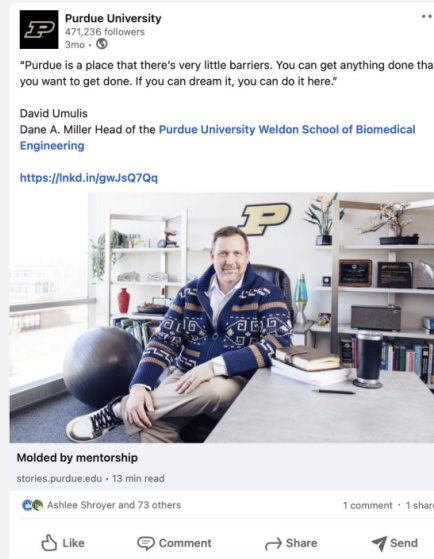 Purdue University
471,236 followers
3mo •
“Purdue is a place that there’s very little barriers. You can get anything done tha
you want to get done. If you can dream it, you can do it here.”
David Umulis
Dane A. Miller Head of the Purdue University Weldon School of Biomedical
Engineering
https://lnkd.in/gwJsQ7Qq
Molded by mentorship
stories.purdue.edu • 13 min read
Ashlee Shroyer and 73 others
1 comment • 1 share
Like
Comment
Share
Send